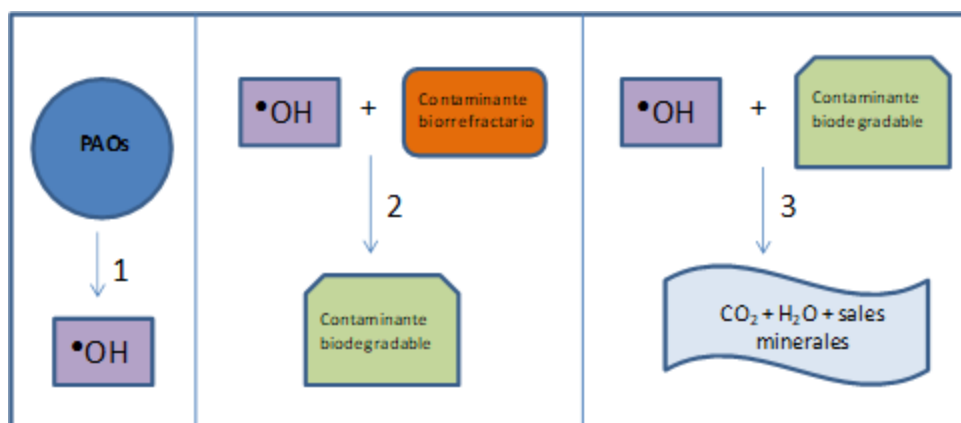 PAOs
1
•OH
•OH
+
Contaminante
biorrefractario
2
Contaminante
biodegradable
•OH
+
Contaminante
biodegradable
3
CO₂ + H₂O + sales
minerales